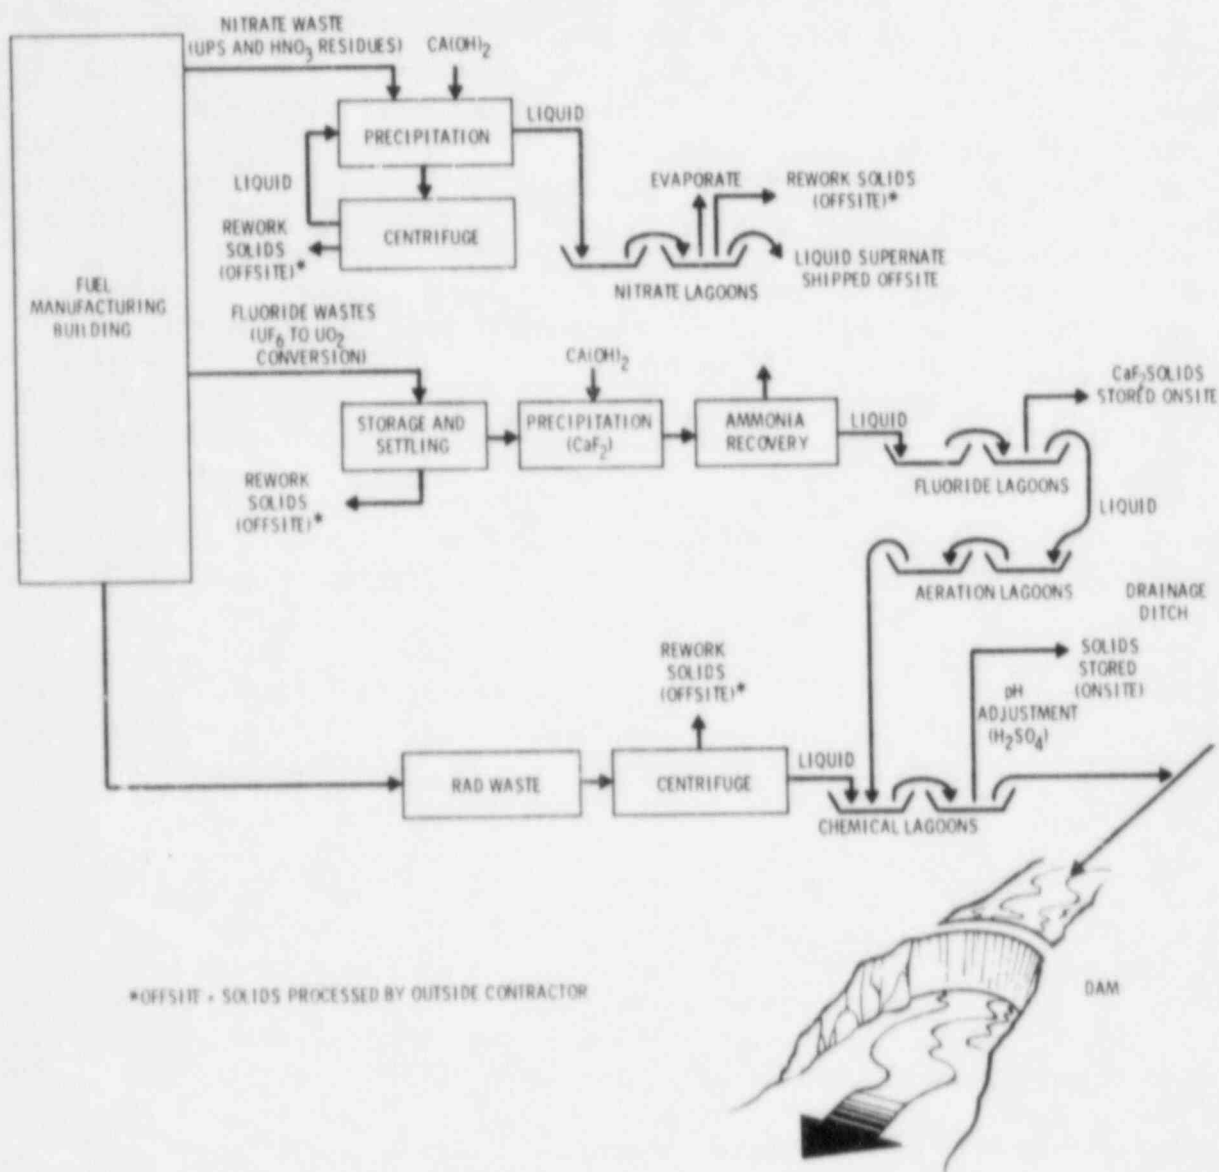 NITRATE WASTE
(UPS AND HNO3 RESIDUES)
CA(OH)2
PRECIPITATION
LIQUID
LIQUID
CENTRIFUGE
REWORK
SOLIDS
(OFFSITE)*
EVAPORATE
REWORK SOLIDS
(OFFSITE)*
LIQUID SUPERNATE
SHIPPED OFFSITE
NITRATE LAGOONS
FUEL
MANUFACTURING
BUILDING
FLUORIDE WASTES
(UF6 TO UO2
CONVERSION)
CA(OH)2
STORAGE AND
SETTLING
PRECIPITATION
(CaF2)
AMMONIA
RECOVERY
LIQUID
CaF2 SOLIDS
STORED ONSITE
REWORK
SOLIDS
(OFFSITE)*
FLUORIDE LAGOONS
LIQUID
AERATION LAGOONS
DRAINAGE
DITCH
REWORK
SOLIDS
(OFFSITE)*
SOLIDS
STORED
(ONSITE)
pH
ADJUSTMENT
(H2SO4)
RAD WASTE
CENTRIFUGE
LIQUID
CHEMICAL LAGOONS
DAM
*OFFSITE - SOLIDS PROCESSED BY OUTSIDE CONTRACTOR